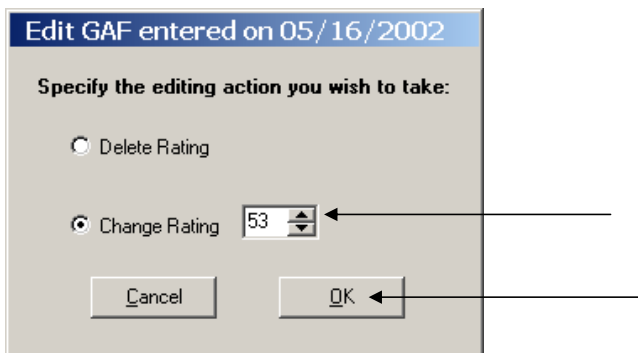 Edit GAF entered on 05/16/2002
Specify the editing action you wish to take:
Delete Rating
Change Rating 53
Cancel OK